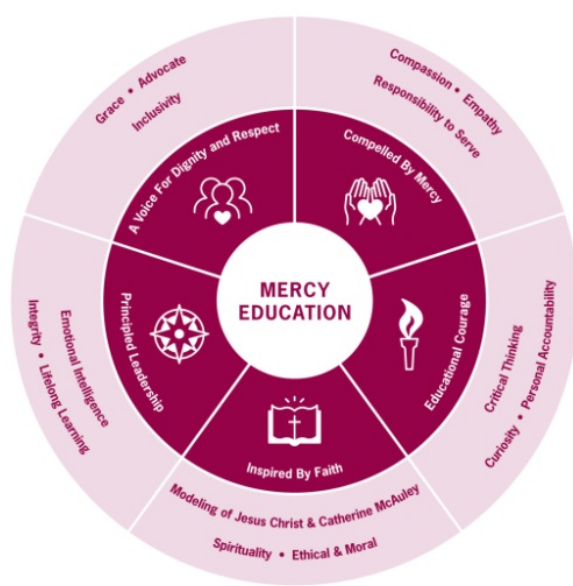 MERCY
EDUCATION
A Voice For Dignity and Respect
Grace • Advocate
Inclusivity
Compelled By Mercy
Compassion • Empathy
Responsibility to Serve
Educational Courage
Critical Thinking
Curiosity • Personal Accountability
Inspired By Faith
Modeling of Jesus Christ & Catherine McAuley
Spirituality • Ethical & Moral
Principled Leadership
Emotional Intelligence
Integrity • Lifelong Learning